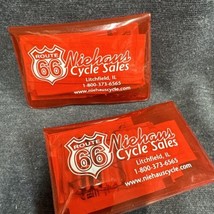 ROUTE
66
Niehaus
Cycle Sales
Litchfield, IL
1-800-373-6565
www.niehauscycle.com
ROUTE
66
Niehaus
Cycle Sales
Litchfield, IL
1-800-373-6565
www.niehauscycle.com